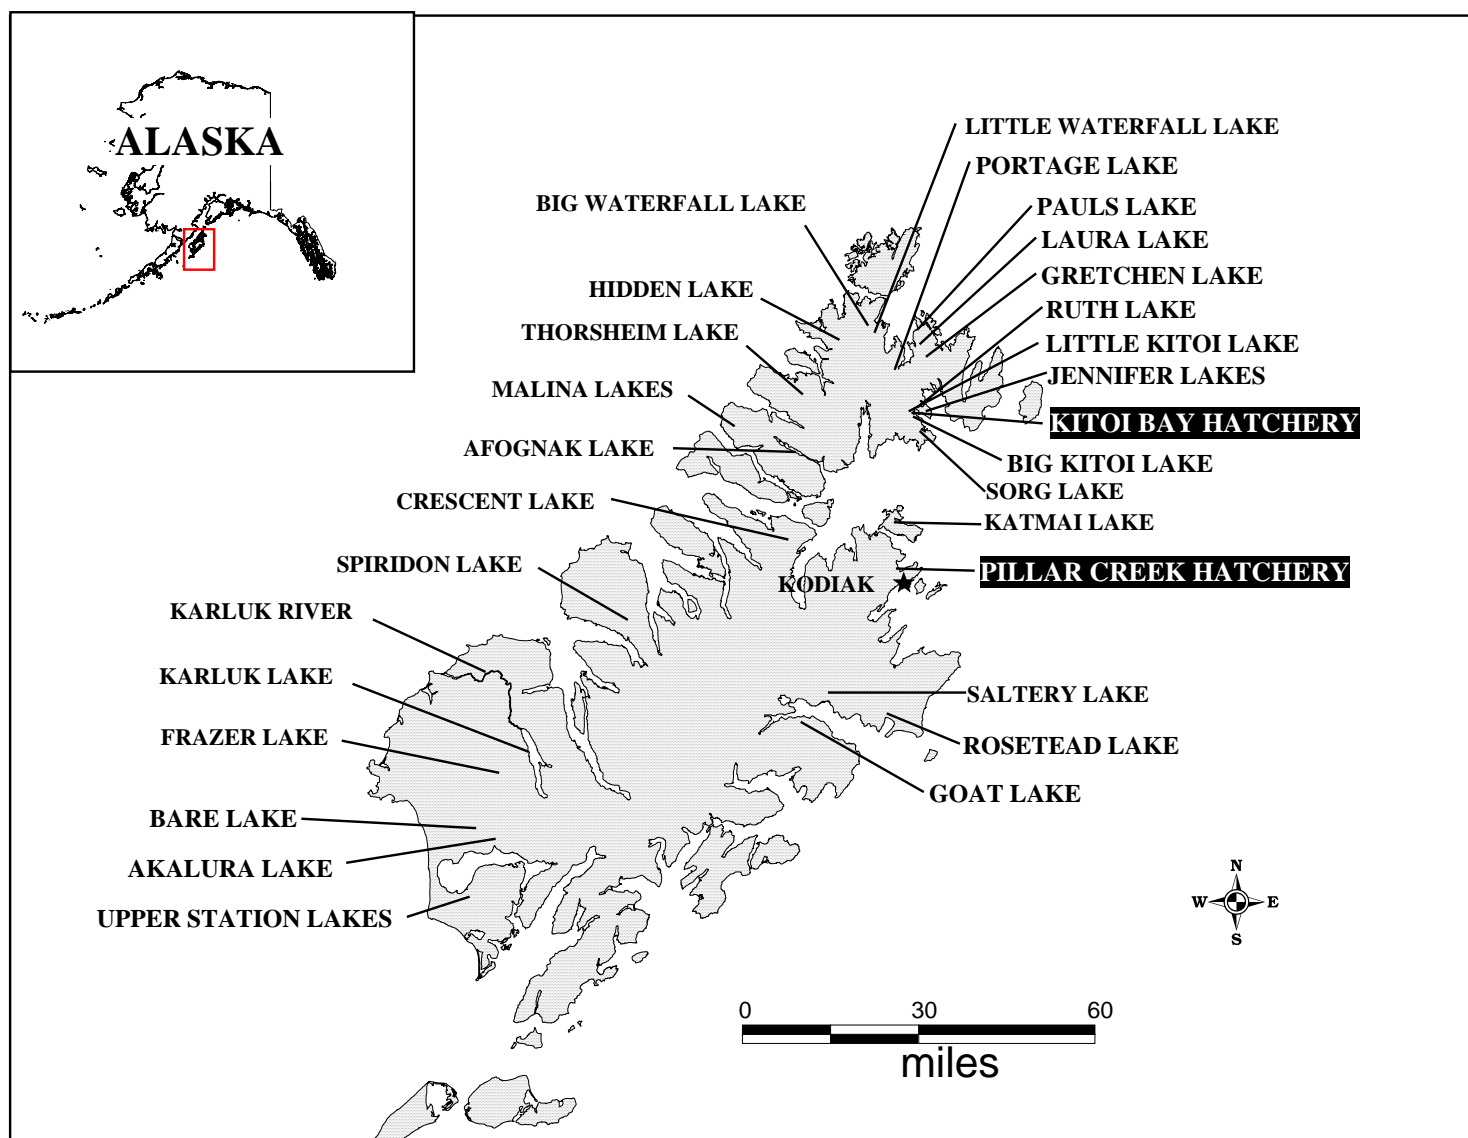 ALASKA
LITTLE WATERFALL LAKE
PORTAGE LAKE
BIG WATERFALL LAKE
PAULS LAKE
LAURA LAKE
GRETCHEN LAKE
HIDDEN LAKE
RUTH LAKE
THORSHEIM LAKE
LITTLE KITOI LAKE
JENNIFER LAKES
MALINA LAKES
KITOI BAY HATCHERY
AFOGNAK LAKE
BIG KITOI LAKE
SORG LAKE
CRESCENT LAKE
KATMAI LAKE
SPIRIDON LAKE
PILLAR CREEK HATCHERY
KODIAK
KARLUK RIVER
KARLUK LAKE
SALTERY LAKE
FRAZER LAKE
ROSETEAD LAKE
GOAT LAKE
BARE LAKE
AKALURA LAKE
UPPER STATION LAKES
N
W E
S
0 30 60
miles